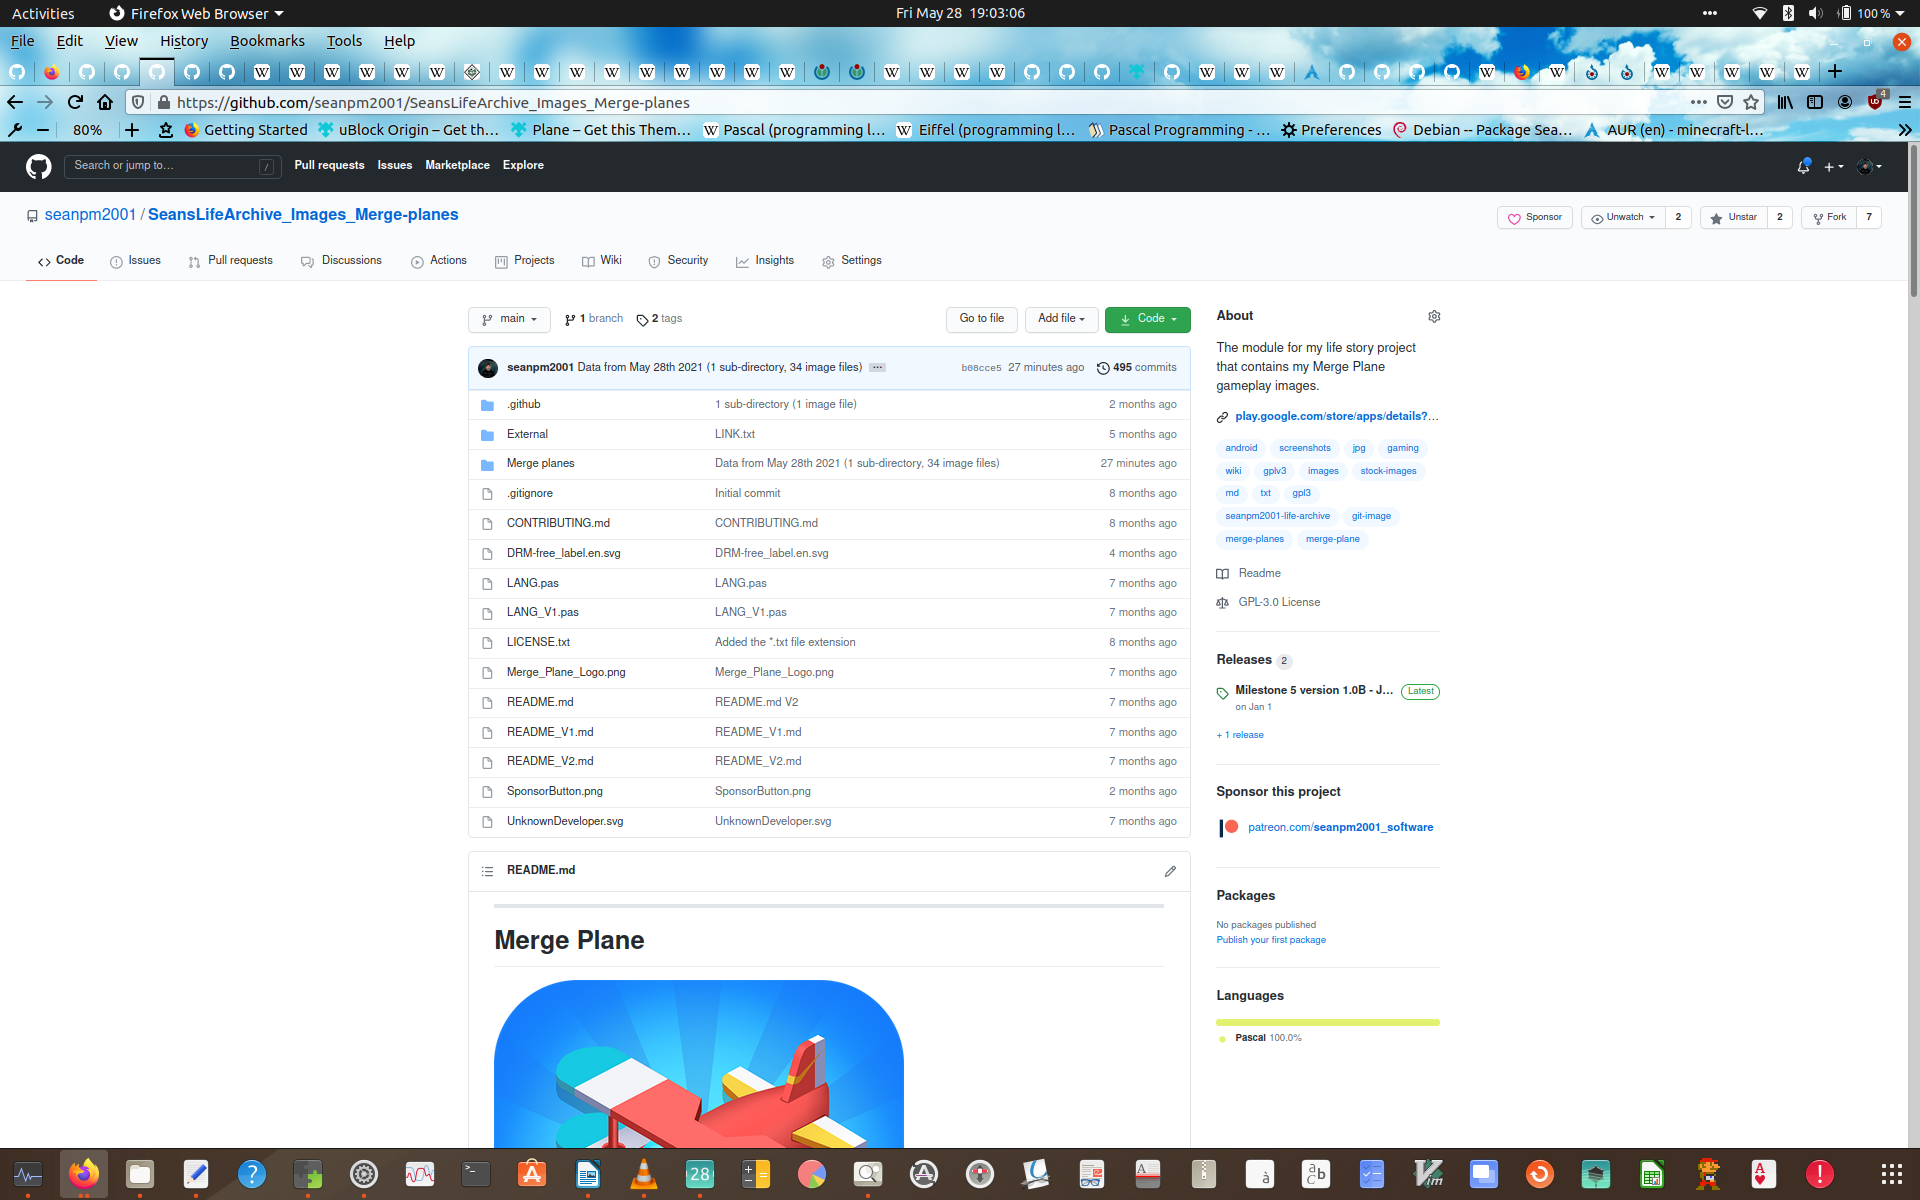 Activities Firefox Web Browser Fri May 28 19:03:06 100 %
File Edit View History Bookmarks Tools Help
https://github.com/seanpm2001/SeansLifeArchive_Images_Merge-planes 4
80% Getting Started uBlock Origin – Get th… Plane – Get this Them… Pascal (programming l… Eiffel (programming l… Pascal Programming - … Preferences Debian -- Package Sea… AUR (en) - minecraft-l…
Search or jump to… / Pull requests Issues Marketplace Explore
seanpm2001 / SeansLifeArchive_Images_Merge-planes Sponsor Unwatch 2 Unstar 2 Fork 7
Code Issues Pull requests Discussions Actions Projects Wiki Security Insights Settings
main 1 branch 2 tags Go to file Add file Code
seanpm2001 Data from May 28th 2021 (1 sub-directory, 34 image files) … b08cce5 27 minutes ago 495 commits
.github 1 sub-directory (1 image file) 2 months ago
External LINK.txt 5 months ago
Merge planes Data from May 28th 2021 (1 sub-directory, 34 image files) 27 minutes ago
.gitignore Initial commit 8 months ago
CONTRIBUTING.md CONTRIBUTING.md 8 months ago
DRM-free_label.en.svg DRM-free_label.en.svg 4 months ago
LANG.pas LANG.pas 7 months ago
LANG_V1.pas LANG_V1.pas 7 months ago
LICENSE.txt Added the *.txt file extension 8 months ago
Merge_Plane_Logo.png Merge_Plane_Logo.png 7 months ago
README.md README.md V2 7 months ago
README_V1.md README_V1.md 7 months ago
README_V2.md README_V2.md 7 months ago
SponsorButton.png SponsorButton.png 2 months ago
UnknownDeveloper.svg UnknownDeveloper.svg 7 months ago
README.md
Merge Plane
About
The module for my life story project
that contains my Merge Plane
gameplay images.
play.google.com/store/apps/details?…
android screenshots jpg gaming
wiki gplv3 images stock-images
md txt gpl3
seanpm2001-life-archive git-image
merge-planes merge-plane
Readme
GPL-3.0 License
Releases 2
Milestone 5 version 1.0B - J… Latest
on Jan 1
+ 1 release
Sponsor this project
patreon.com/seanpm2001_software
Packages
No packages published
Publish your first package
Languages
Pascal 100.0%
28